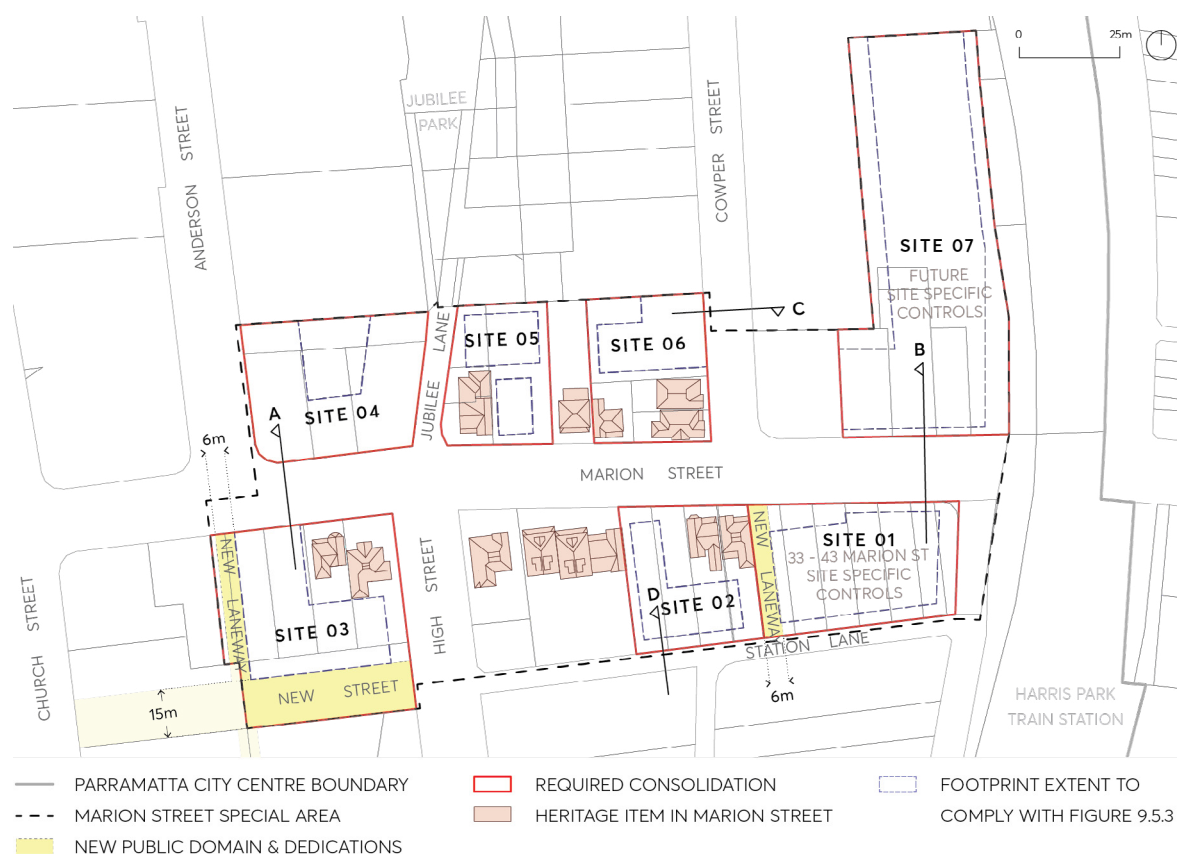 0
25m
JUBILEE
PARK
ANDERSON STREET
COWPER STREET
SITE 07
FUTURE
SITE SPECIFIC
CONTROLS
C
JUBILEE LANE
SITE 05
SITE 06
B
SITE 04
A
6m
MARION STREET
NEW LANEWAY
SITE 03
HIGH STREET
CHURCH STREET
NEW STREET
15m
D
SITE 02
NEW LANEWAY
SITE 01
33 - 43 MARION ST
SITE SPECIFIC
CONTROLS
STATION LANE
6m
HARRIS PARK
TRAIN STATION
PARRAMATTA CITY CENTRE BOUNDARY
MARION STREET SPECIAL AREA
NEW PUBLIC DOMAIN & DEDICATIONS
REQUIRED CONSOLIDATION
HERITAGE ITEM IN MARION STREET
FOOTPRINT EXTENT TO
COMPLY WITH FIGURE 9.5.3